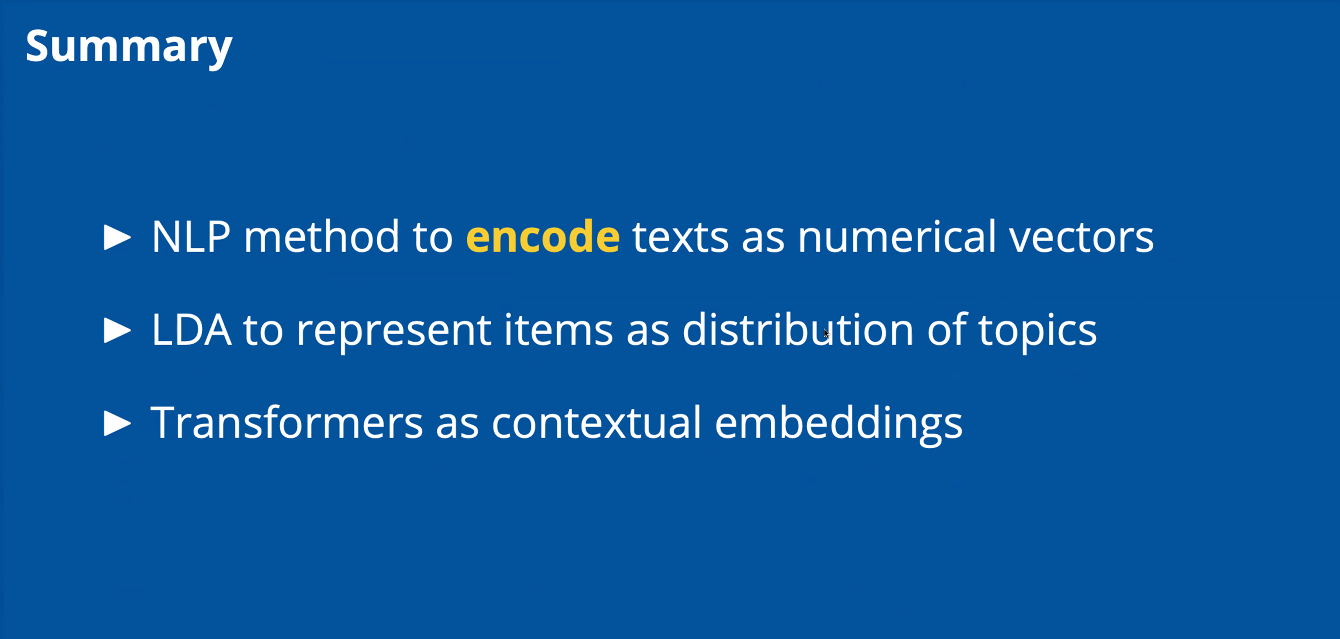 Summary
► NLP method to encode texts as numerical vectors
► LDA to represent items as distribution of topics
► Transformers as contextual embeddings